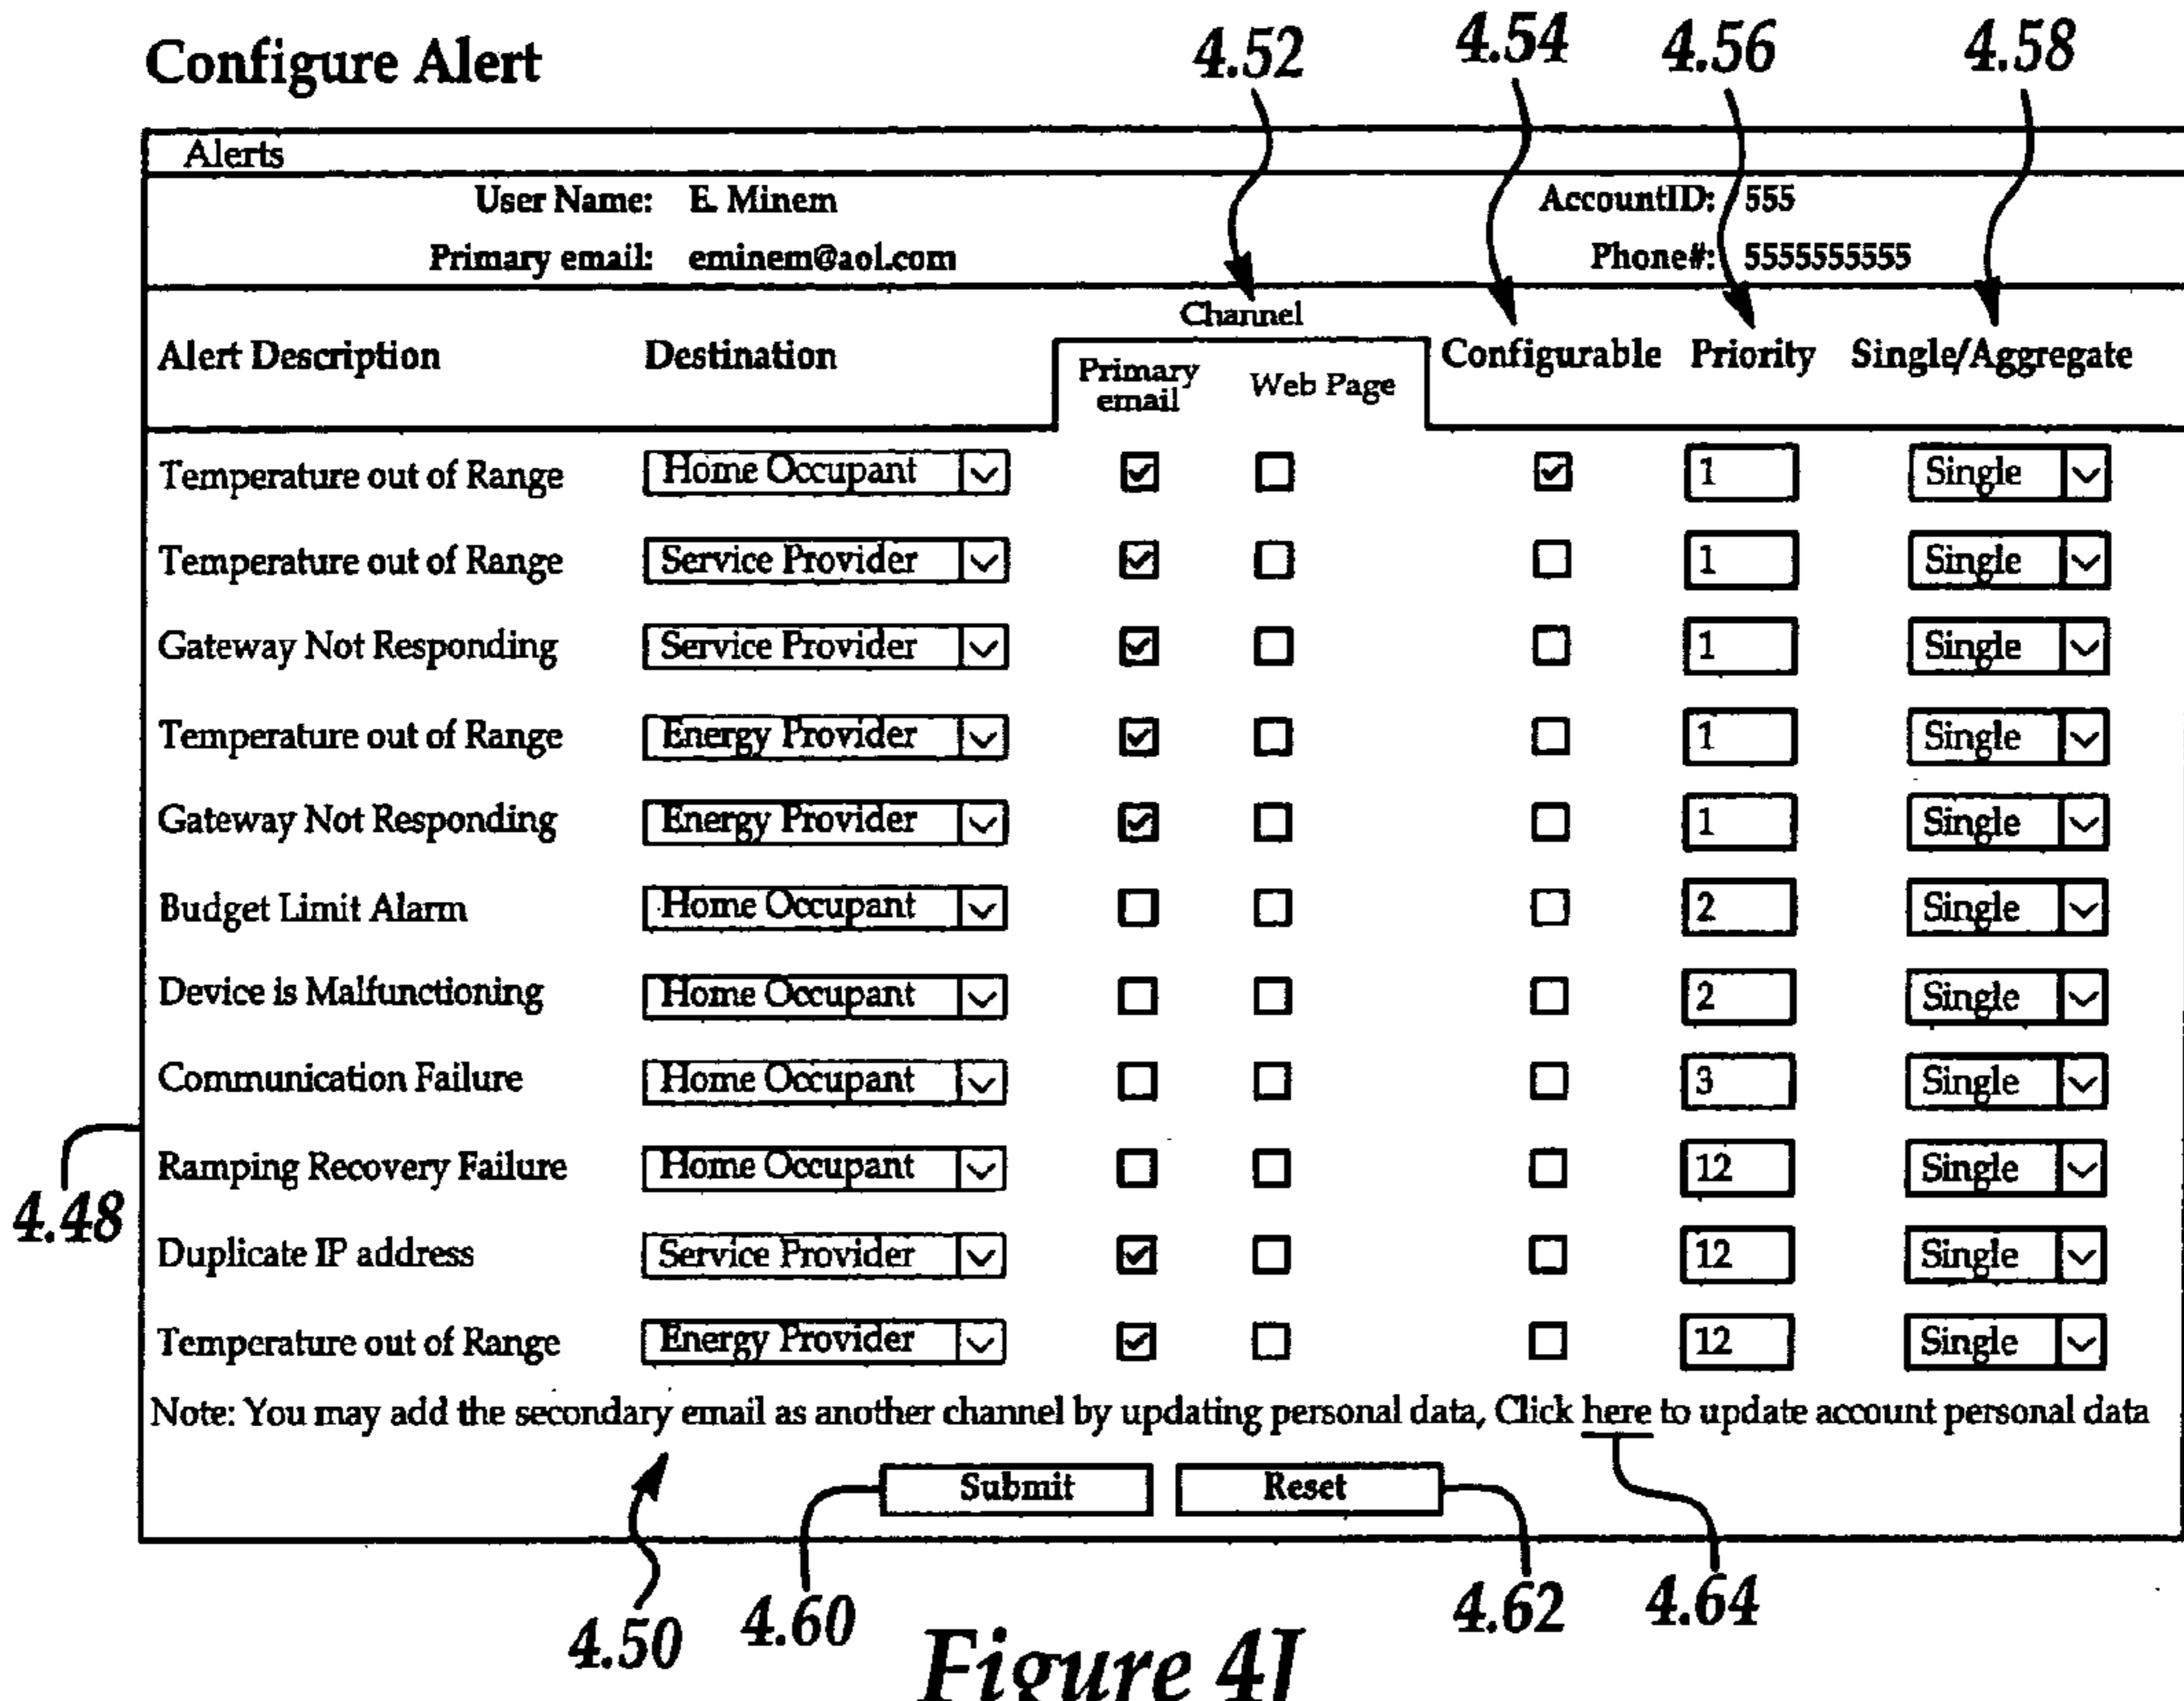 Configure Alert
4.52 4.54 4.56 4.58
Alerts
User Name: E. Minem AccountID: 555
Primary email: eminem@aol.com Phone#: 5555555555
Channel
Alert Description Destination Primary email Web Page Configurable Priority Single/Aggregate
Temperature out of Range Home Occupant 1 Single
Temperature out of Range Service Provider 1 Single
Gateway Not Responding Service Provider 1 Single
Temperature out of Range Energy Provider 1 Single
Gateway Not Responding Energy Provider 1 Single
Budget Limit Alarm Home Occupant 2 Single
Device is Malfunctioning Home Occupant 2 Single
Communication Failure Home Occupant 3 Single
Ramping Recovery Failure Home Occupant 12 Single
4.48
Duplicate IP address Service Provider 12 Single
Temperature out of Range Energy Provider 12 Single
Note: You may add the secondary email as another channel by updating personal data, Click here to update account personal data
Submit Reset
4.50 4.60 4.62 4.64
Figure 4J